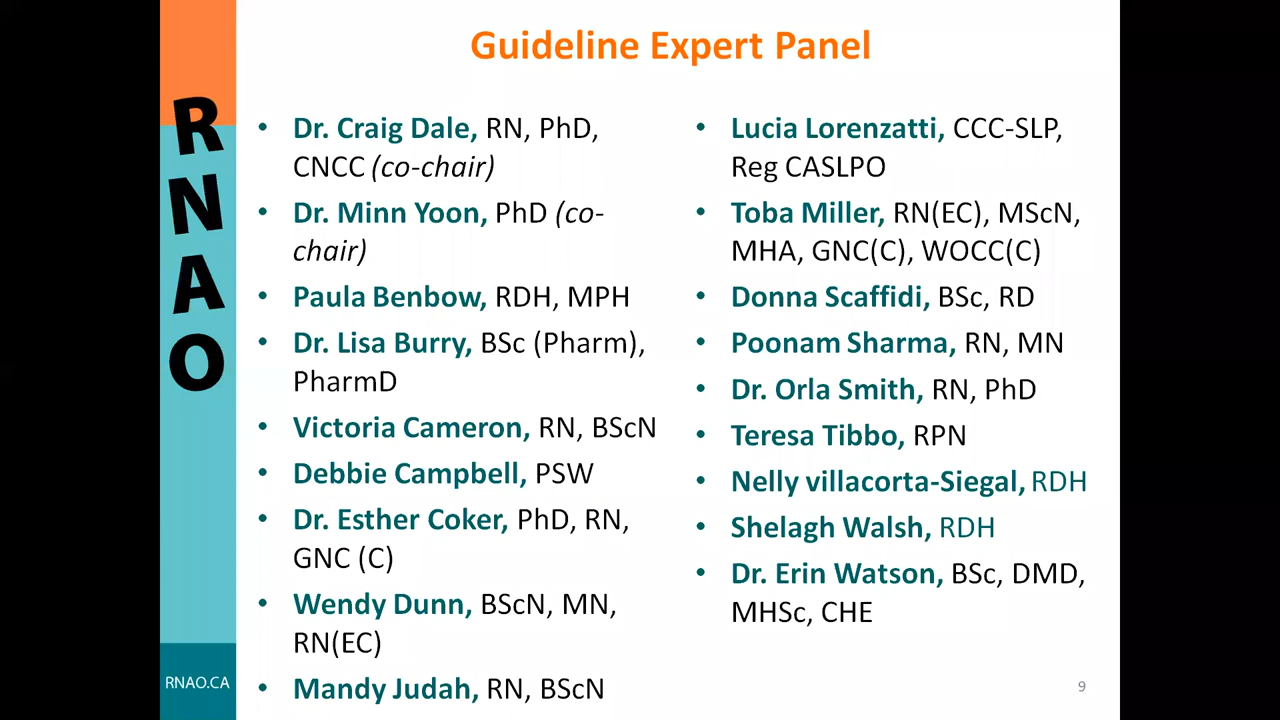 Guideline Expert Panel
R
N
A
O
RNAO.CA
• Dr. Craig Dale, RN, PhD,
CNCC (co-chair)
• Dr. Minn Yoon, PhD (co-
chair)
• Paula Benbow, RDH, MPH
• Dr. Lisa Burry, BSc (Pharm),
PharmD
• Victoria Cameron, RN, BScN
• Debbie Campbell, PSW
• Dr. Esther Coker, PhD, RN,
GNC (C)
• Wendy Dunn, BScN, MN,
RN(EC)
• Mandy Judah, RN, BScN
• Lucia Lorenzatti, CCC-SLP,
Reg CASLPO
• Toba Miller, RN(EC), MScN,
MHA, GNC(C), WOCC(C)
• Donna Scaffidi, BSc, RD
• Poonam Sharma, RN, MN
• Dr. Orla Smith, RN, PhD
• Teresa Tibbo, RPN
• Nelly villacorta-Siegal, RDH
• Shelagh Walsh, RDH
• Dr. Erin Watson, BSc, DMD,
MHSc, CHE
9